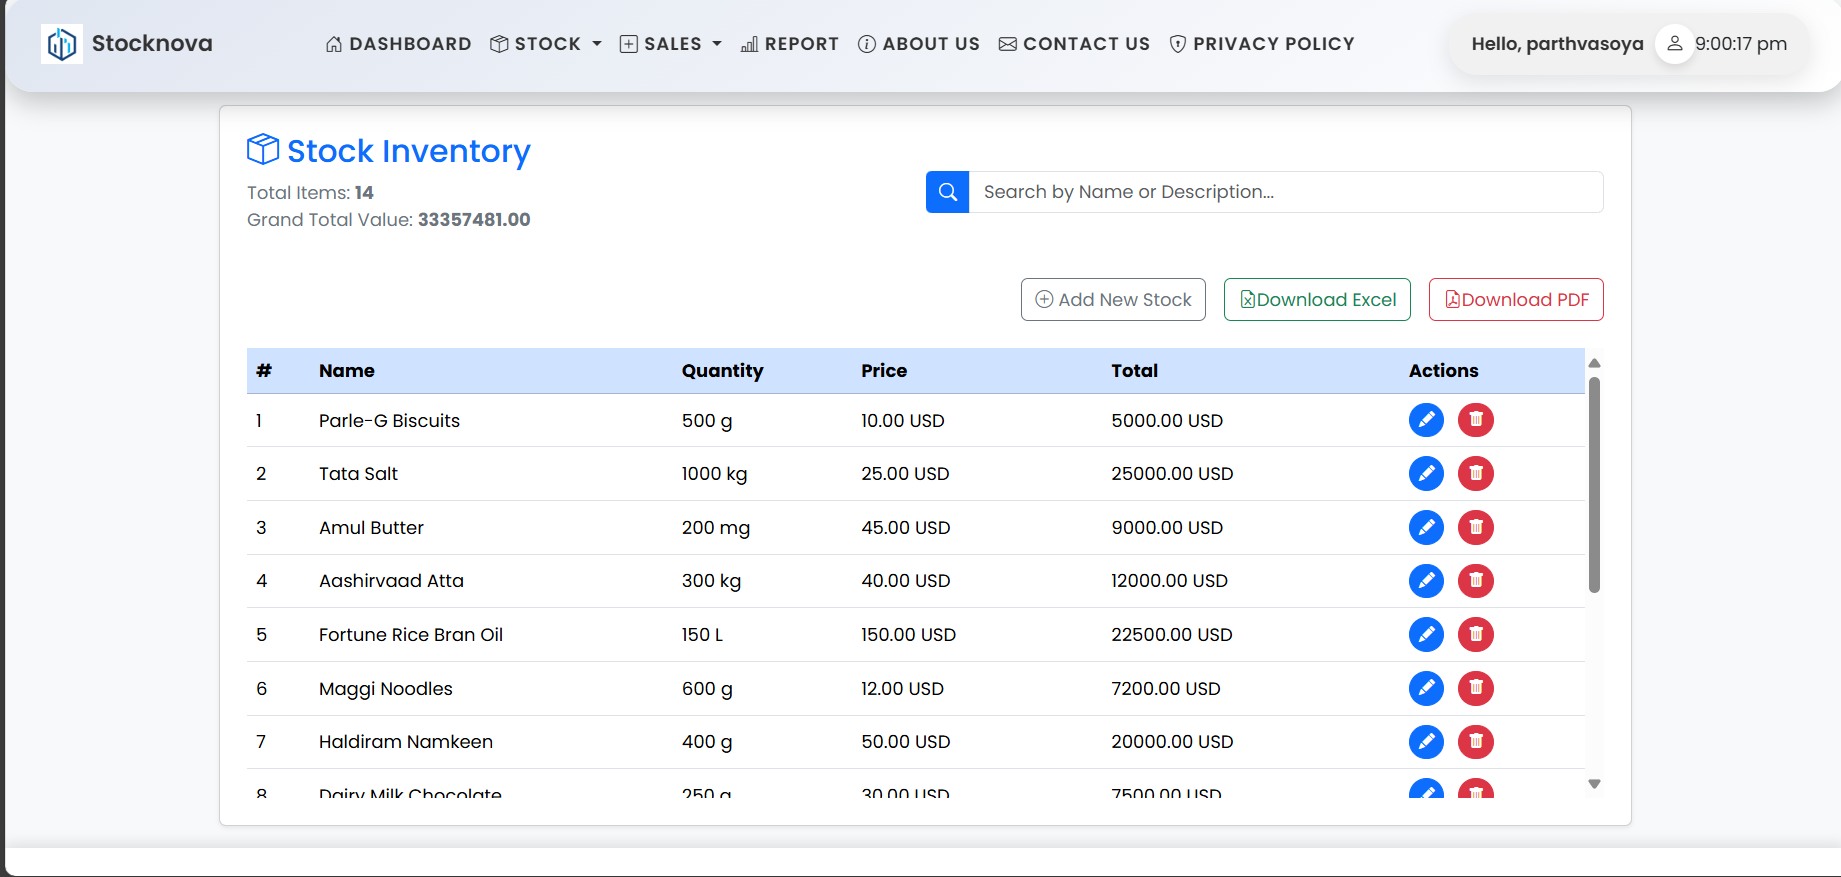 Stocknova DASHBOARD STOCK SALES REPORT ABOUT US CONTACT US PRIVACY POLICY Hello, parthvasoya 9:00:17 pm
Stock Inventory
Total Items: 14
Search by Name or Description...
Grand Total Value: 33357481.00
Add New Stock Download Excel Download PDF
# Name Quantity Price Total Actions
1 Parle-G Biscuits 500 g 10.00 USD 5000.00 USD
2 Tata Salt 1000 kg 25.00 USD 25000.00 USD
3 Amul Butter 200 mg 45.00 USD 9000.00 USD
4 Aashirvaad Atta 300 kg 40.00 USD 12000.00 USD
5 Fortune Rice Bran Oil 150 L 150.00 USD 22500.00 USD
6 Maggi Noodles 600 g 12.00 USD 7200.00 USD
7 Haldiram Namkeen 400 g 50.00 USD 20000.00 USD
8 Dairy Milk Chocolate 250 g 30.00 USD 7500.00 USD